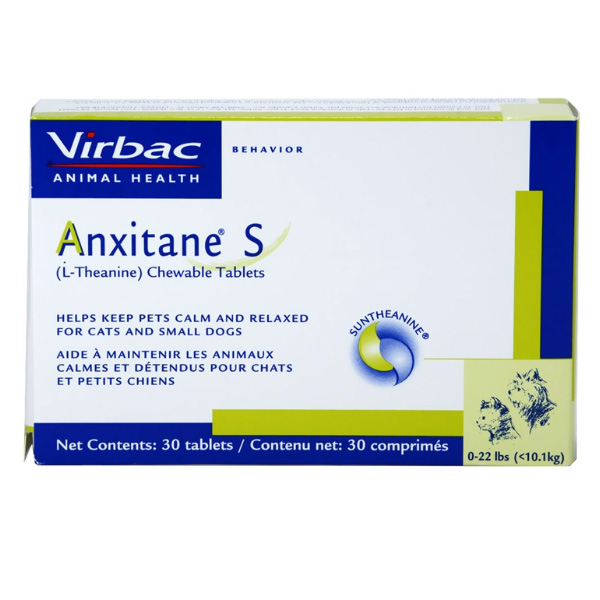 Virbac
ANIMAL HEALTH
BEHAVIOR
Anxitane® S
(L-Theanine) Chewable Tablets
HELPS KEEP PETS CALM AND RELAXED
FOR CATS AND SMALL DOGS
SUNTHEANINE®
AIDE À MAINTENIR LES ANIMAUX
CALMES ET DÉTENDUS POUR CHATS
ET PETITS CHIENS
Net Contents: 30 tablets / Contenu net: 30 comprimés
0-22 lbs (<10.1kg)